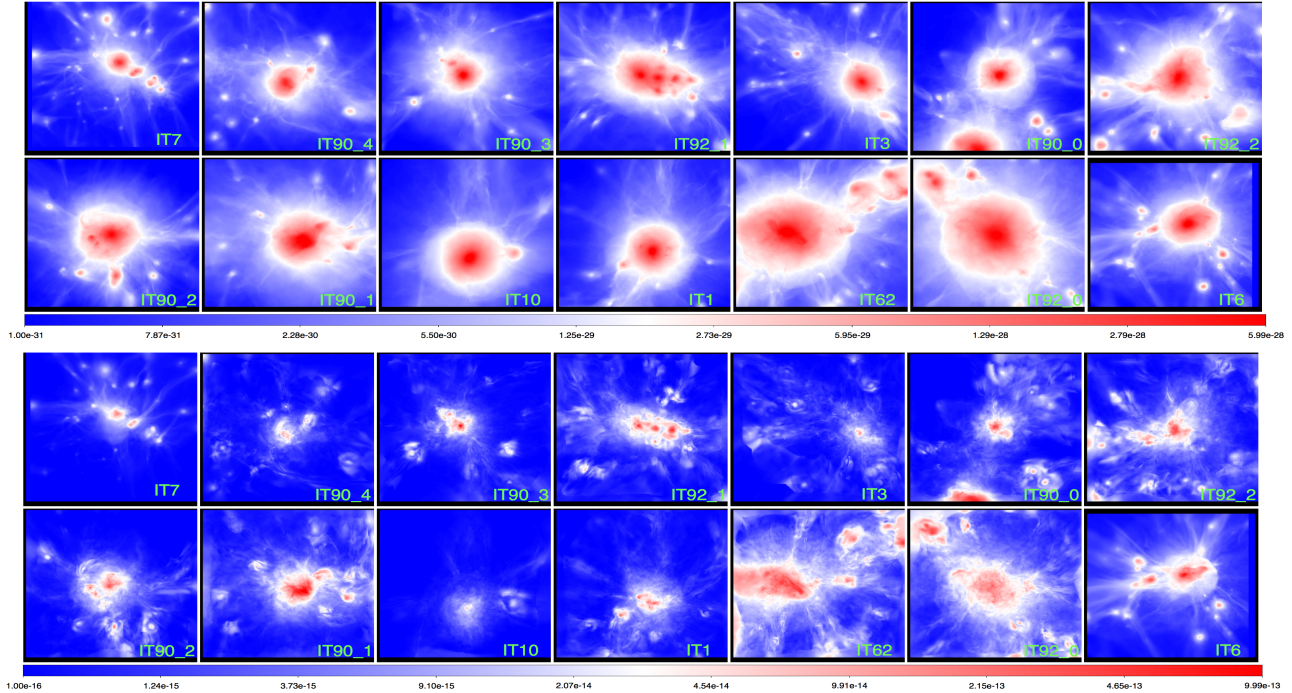 IT7 IT90_4 IT90_3 IT92_1 IT3 IT90_0 IT92_2
IT90_2 IT90_1 IT10 IT1 IT62 IT92_0 IT6
1.00e-31 7.87e-31 2.28e-30 5.50e-30 1.25e-29 2.73e-29 5.95e-29 1.29e-28 2.79e-28 5.99e-28
IT7 IT90_4 IT90_3 IT92_1 IT3 IT90_0 IT92_2
IT90_2 IT90_1 IT10 IT1 IT62 IT92_0 IT6
1.00e-16 1.24e-15 3.73e-15 9.10e-15 2.07e-14 4.54e-14 9.91e-14 2.15e-13 4.65e-13 9.99e-13